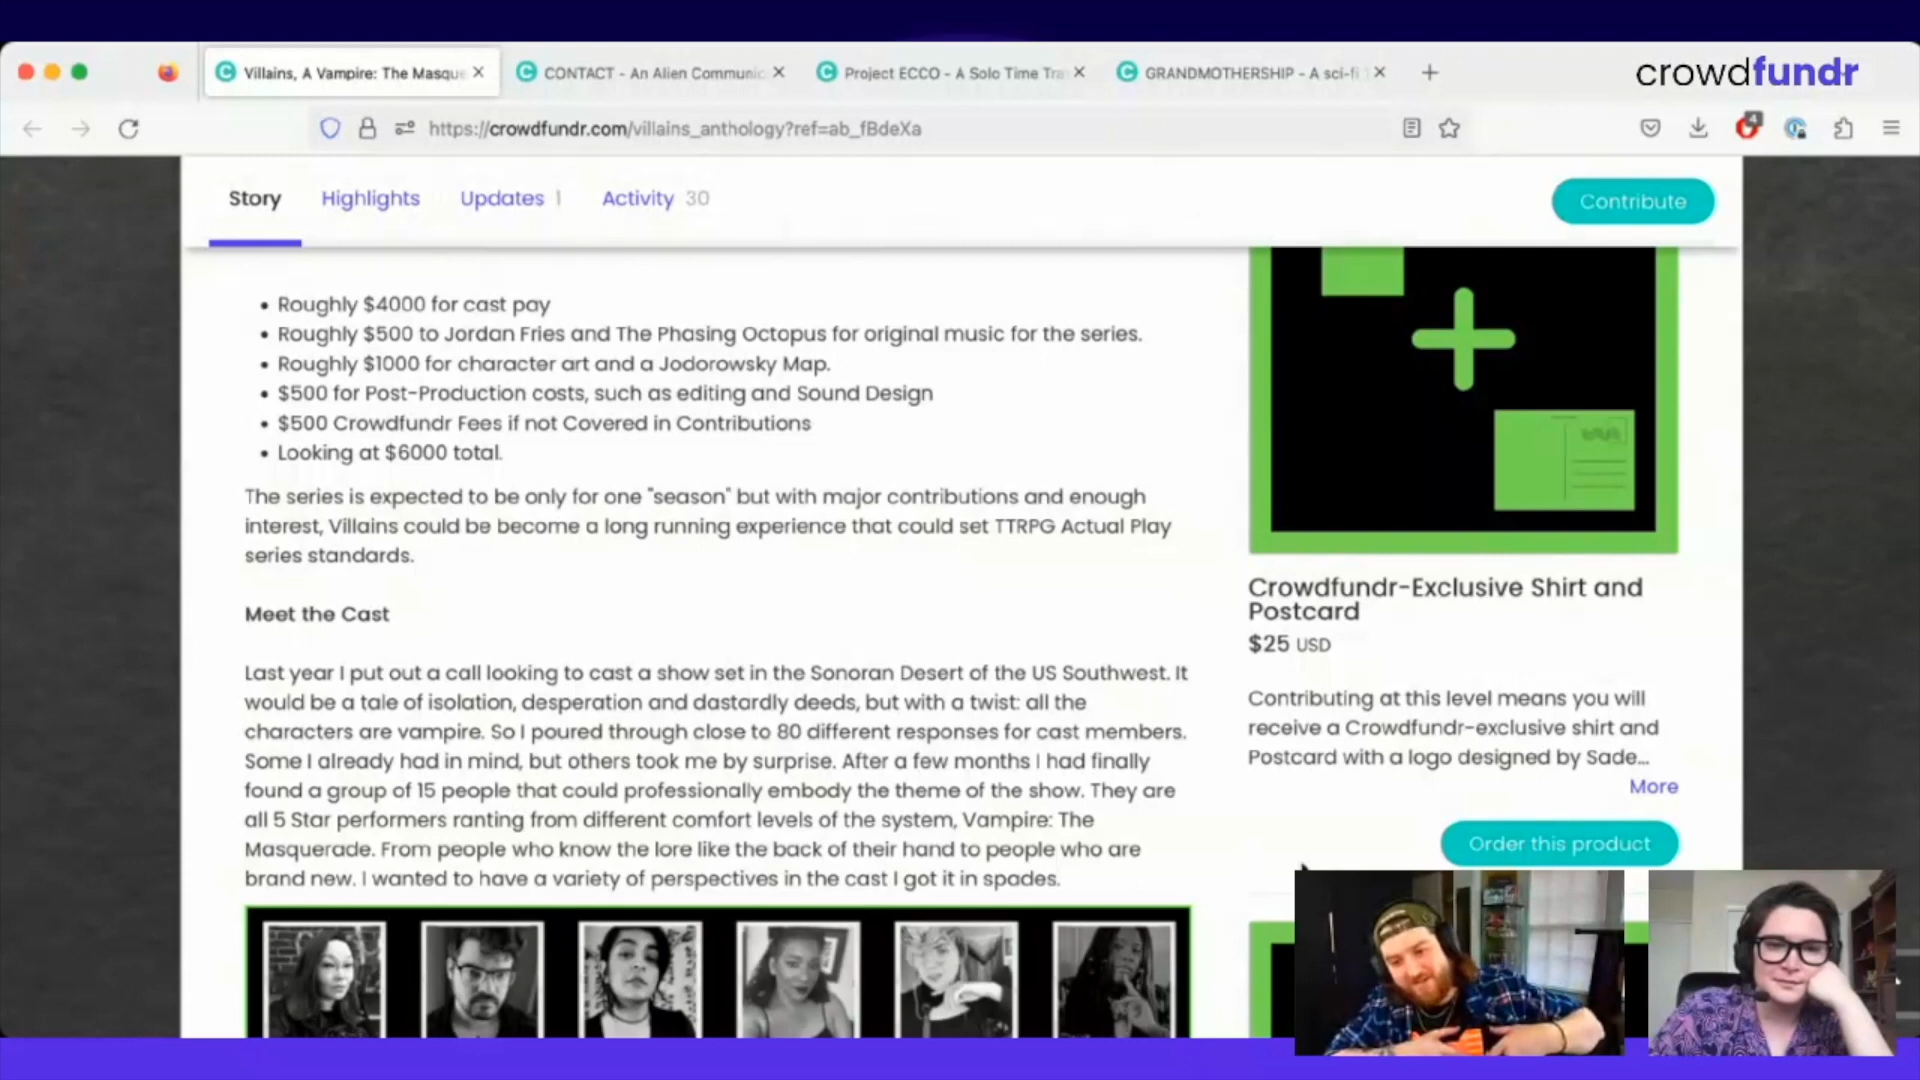 Villains, A Vampire: The Masque
CONTACT - An Alien Communic
Project ECCO - A Solo Time Tra
GRANDMOTHERSHIP - A sci-fi
crowdfundr
https://crowdfundr.com/villains_anthology?ref=ab_fBdeXa
4
Story
Highlights
Updates 1
Activity 30
Contribute
• Roughly $4000 for cast pay
• Roughly $500 to Jordan Fries and The Phasing Octopus for original music for the series.
• Roughly $1000 for character art and a Jodorowsky Map.
• $500 for Post-Production costs, such as editing and Sound Design
• $500 Crowdfundr Fees if not Covered in Contributions
• Looking at $6000 total.
The series is expected to be only for one "season" but with major contributions and enough
interest, Villains could be become a long running experience that could set TTRPG Actual Play
series standards.
Meet the Cast
Last year I put out a call looking to cast a show set in the Sonoran Desert of the US Southwest. It
would be a tale of isolation, desperation and dastardly deeds, but with a twist: all the
characters are vampire. So I poured through close to 80 different responses for cast members.
Some I already had in mind, but others took me by surprise. After a few months I had finally
found a group of 15 people that could professionally embody the theme of the show. They are
all 5 Star performers ranting from different comfort levels of the system, Vampire: The
Masquerade. From people who know the lore like the back of their hand to people who are
brand new. I wanted to have a variety of perspectives in the cast I got it in spades.
Crowdfundr-Exclusive Shirt and
Postcard
$25 USD
Contributing at this level means you will
receive a Crowdfundr-exclusive shirt and
Postcard with a logo designed by Sade...
More
Order this product